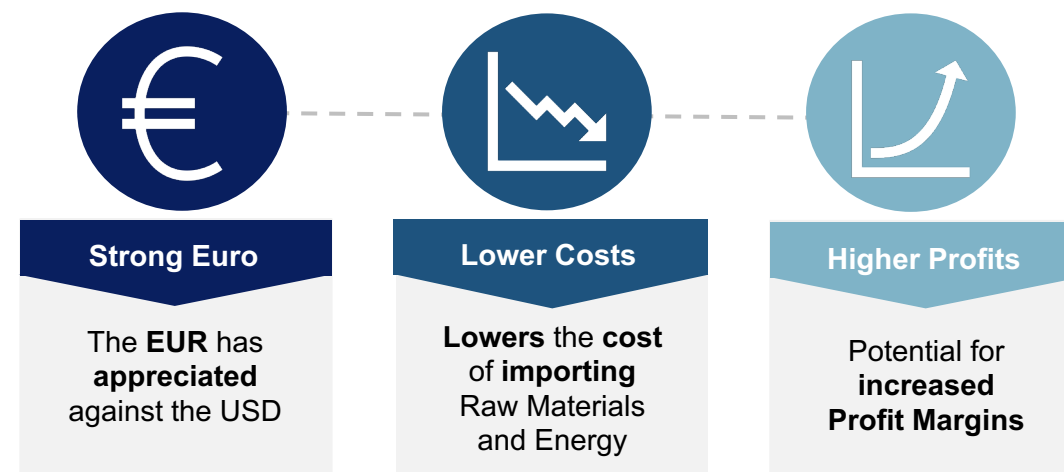 Strong Euro
The EUR has
appreciated
against the USD
Lower Costs
Lowers the cost
of importing
Raw Materials
and Energy
Higher Profits
Potential for
increased
Profit Margins